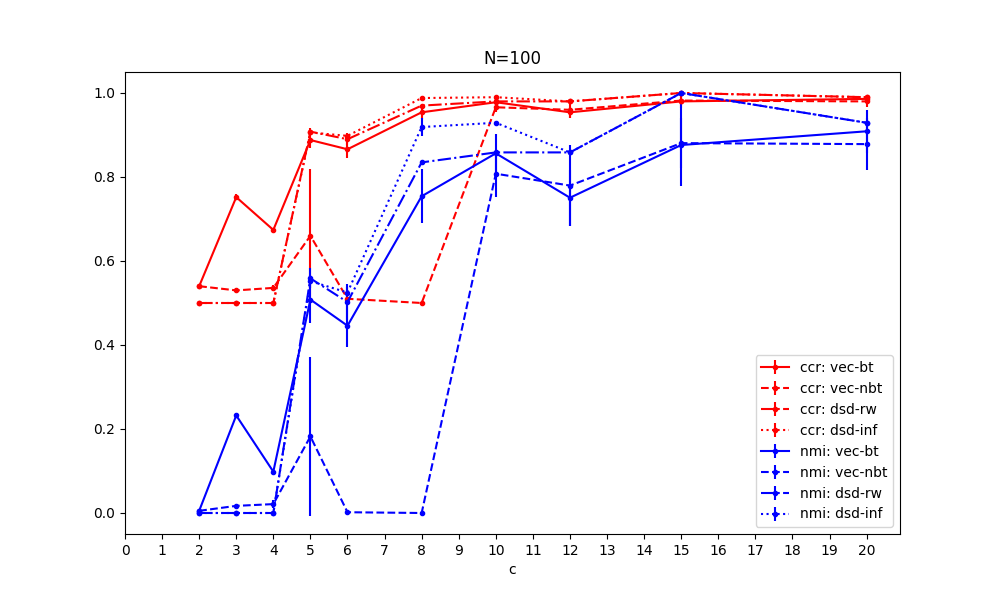 N=100
1.0
0.8
0.6
0.4
0.2
0.0
0 1 2 3 4 5 6 7 8 9 10 11 12 13 14 15 16 17 18 19 20
c
ccr: vec-bt
ccr: vec-nbt
ccr: dsd-rw
ccr: dsd-inf
nmi: vec-bt
nmi: vec-nbt
nmi: dsd-rw
nmi: dsd-inf